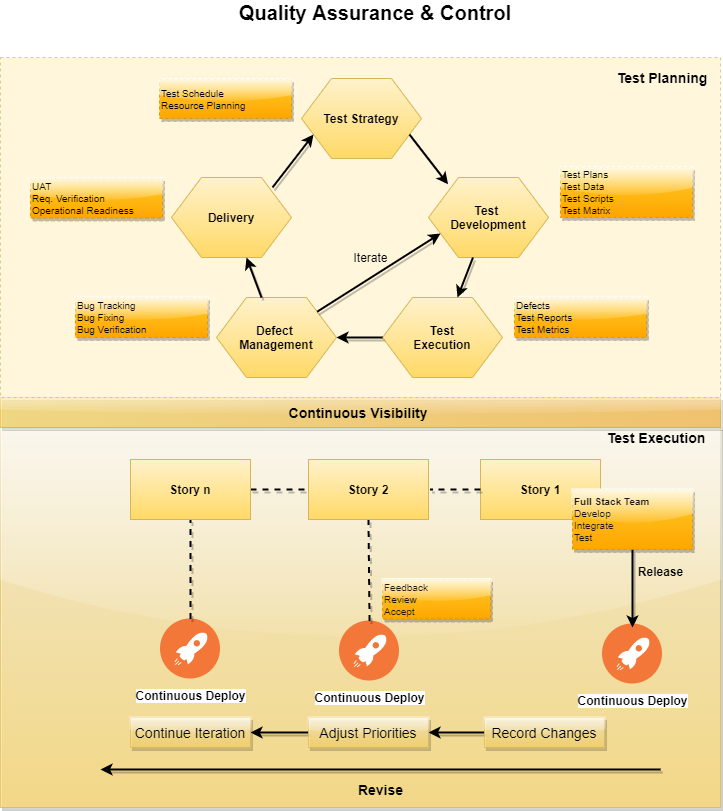 Quality Assurance & Control
Test Planning
Test Schedule
Resource Planning
Test Strategy
UAT
Req. Verification
Operational Readiness
Delivery
Test
Development
Test Plans
Test Data
Test Scripts
Test Matrix
Iterate
Bug Tracking
Bug Fixing
Bug Verification
Defect
Management
Test
Execution
Defects
Test Reports
Test Metrics
Continuous Visibility
Test Execution
Story n
Story 2
Story 1
Full Stack Team
Develop
Integrate
Test
Release
Feedback
Review
Accept
Continuous Deploy
Continuous Deploy
Continuous Deploy
Continue Iteration
Adjust Priorities
Record Changes
Revise